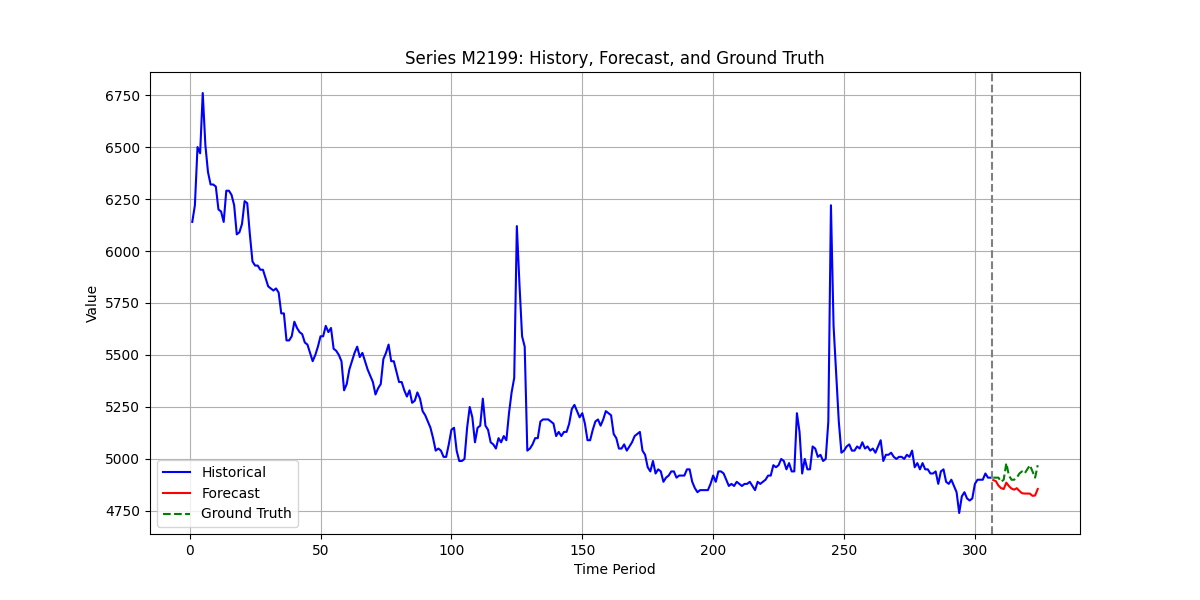 Series M2199: History, Forecast, and Ground Truth
Value
6750
6500
6250
6000
5750
5500
5250
5000
4750
Historical
Forecast
Ground Truth
0 50 100 150 200 250 300
Time Period